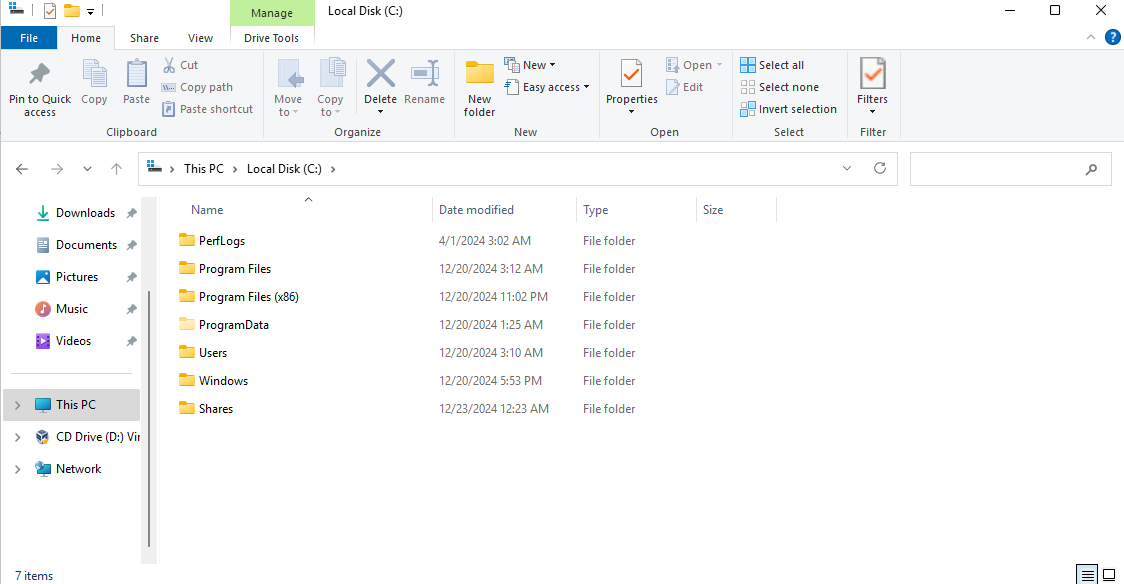 Manage
Local Disk (C:)
File
Home
Share
View
Drive Tools
?
Pin to Quick access
Copy
Paste
Cut
Copy path
Paste shortcut
Clipboard
Move to
Copy to
Delete
Rename
Organize
New folder
New
Easy access
New
Properties
Open
Edit
Open
Select all
Select none
Invert selection
Select
Filters
Filter
This PC > Local Disk (C:) >
Name
Date modified
Type
Size
Downloads
Documents
Pictures
Music
Videos
This PC
CD Drive (D:) Vir
Network
PerfLogs 4/1/2024 3:02 AM File folder
Program Files 12/20/2024 3:12 AM File folder
Program Files (x86) 12/20/2024 11:02 PM File folder
ProgramData 12/20/2024 1:25 AM File folder
Users 12/20/2024 3:10 AM File folder
Windows 12/20/2024 5:53 PM File folder
Shares 12/23/2024 12:23 AM File folder
7 items